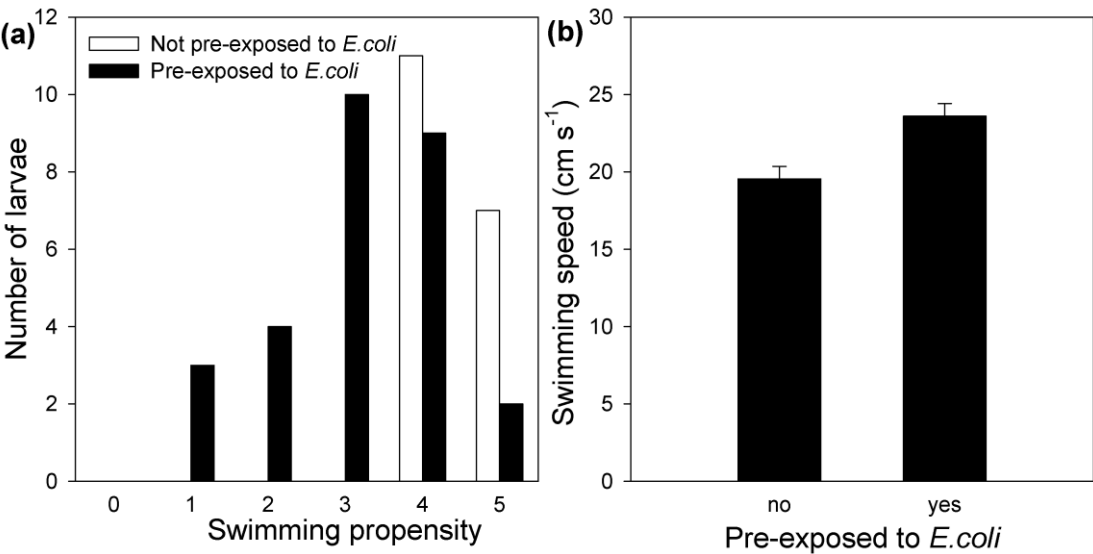 (a)
Not pre-exposed to E.coli
Pre-exposed to E.coli
Number of larvae
12
10
8
6
4
2
0
0 1 2 3 4 5
Swimming propensity
(b)
Swimming speed (cm s⁻¹)
30
25
20
15
10
5
0
no yes
Pre-exposed to E.coli